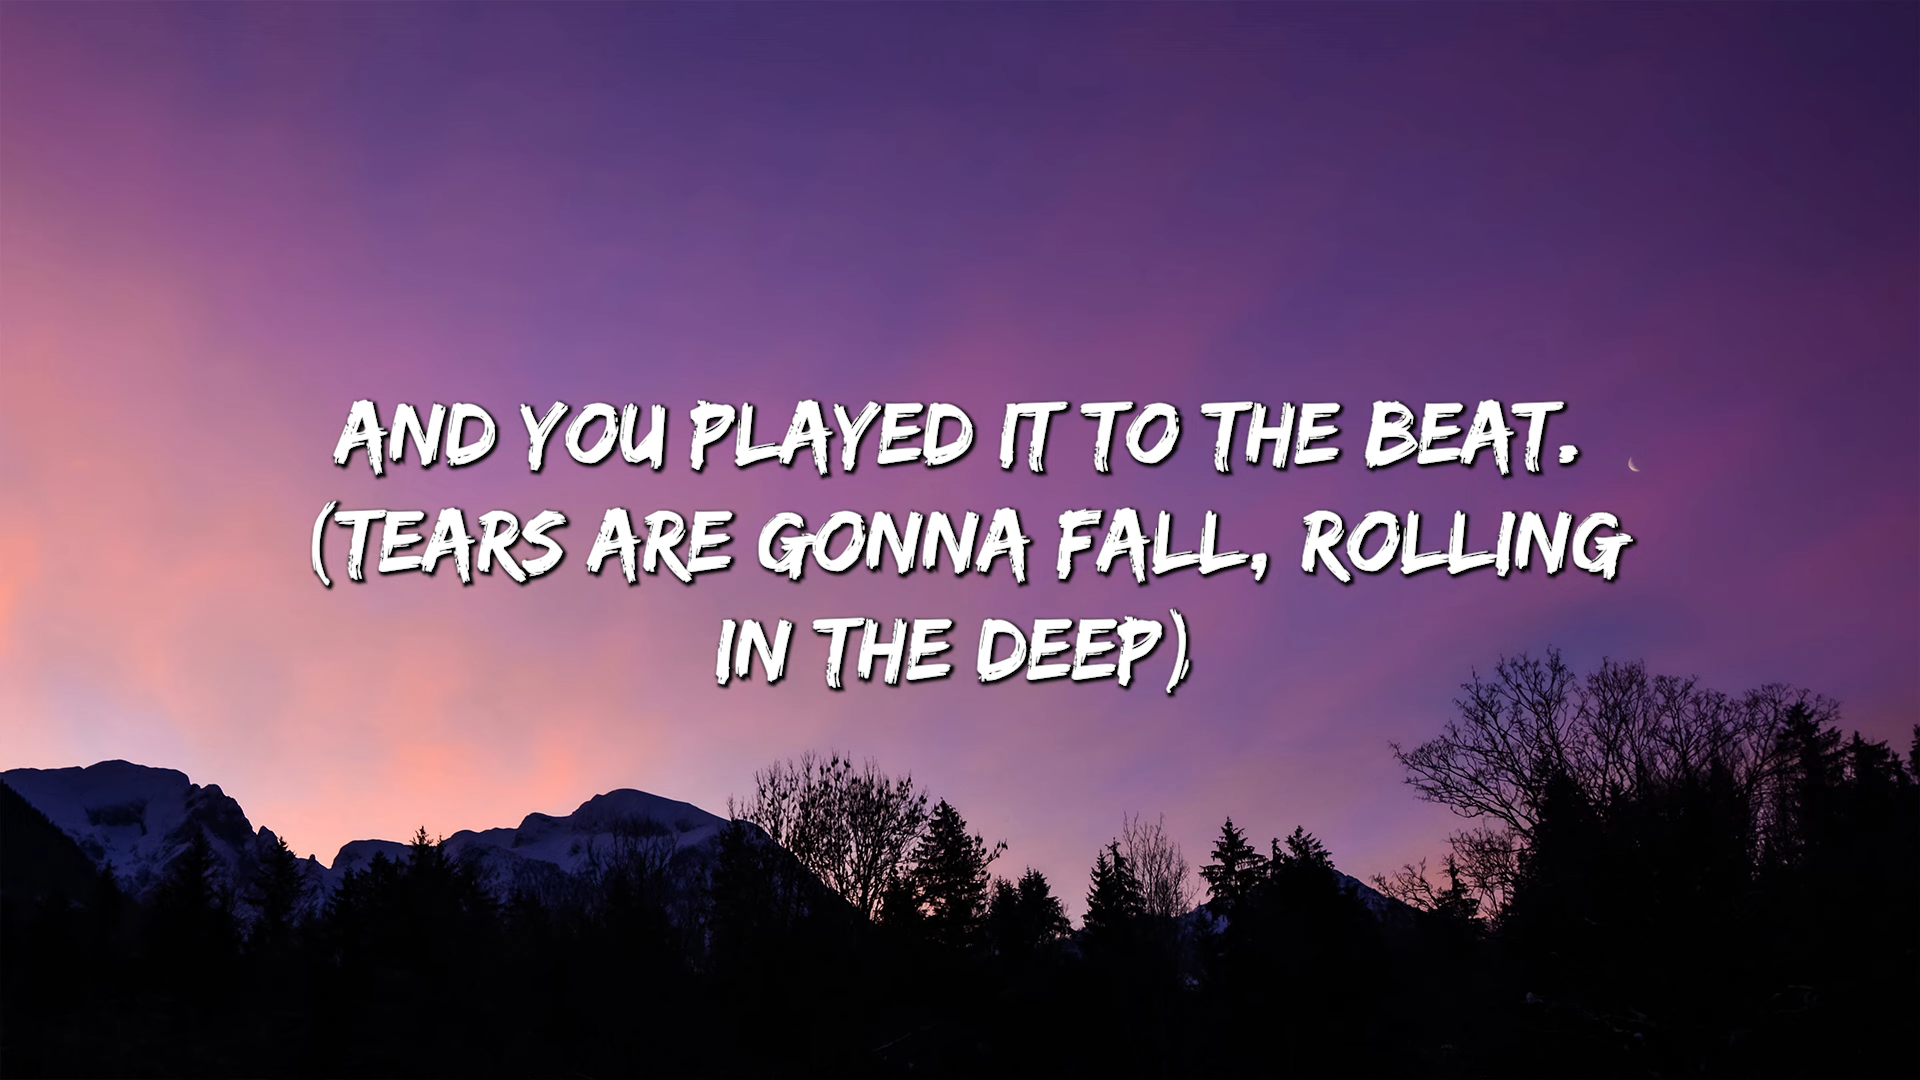 AND YOU PLAYED IT TO THE BEAT.
(TEARS ARE GONNA FALL, ROLLING
IN THE DEEP)